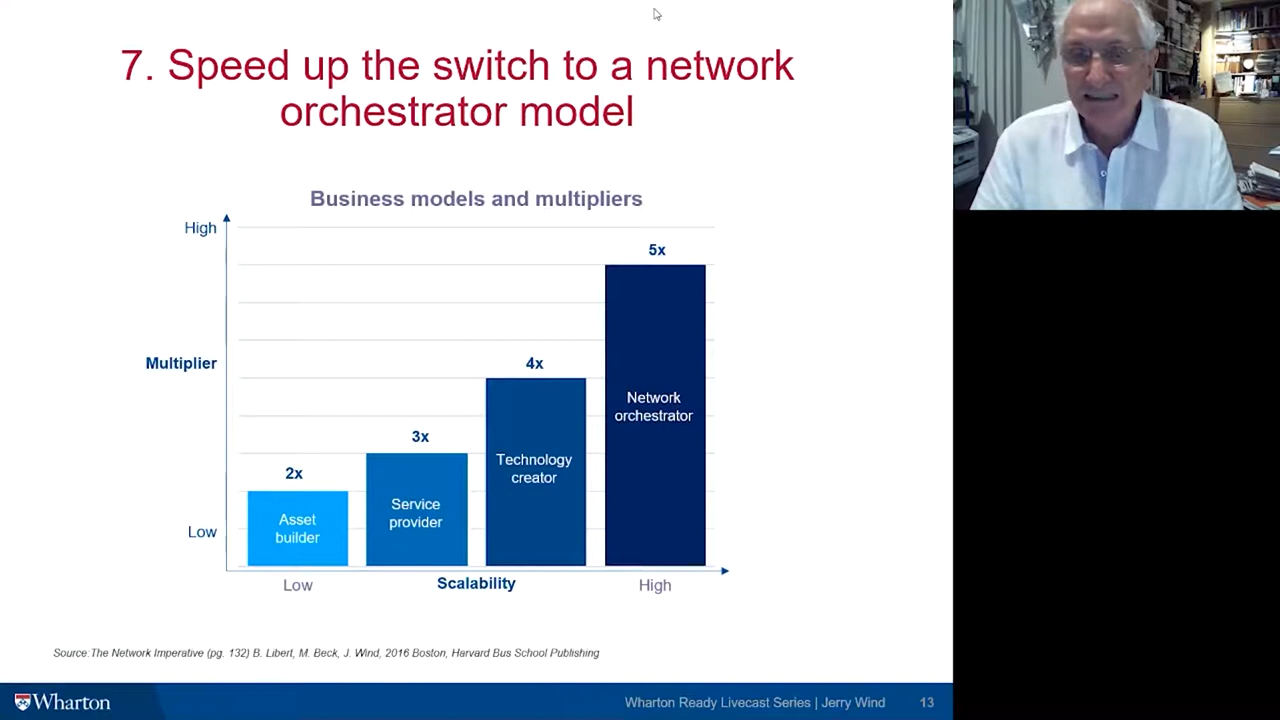 7. Speed up the switch to a network
orchestrator model
Business models and multipliers
High
5x
Multiplier
4x
Network
orchestrator
3x
Technology
creator
2x
Service
provider
Asset
builder
Low
Low
Scalability
High
Source:The Network Imperative (pg. 132) B. Libert, M. Beck, J. Wind, 2016 Boston, Harvard Bus School Publishing
Wharton
Wharton Ready Livecast Series | Jerry Wind
13